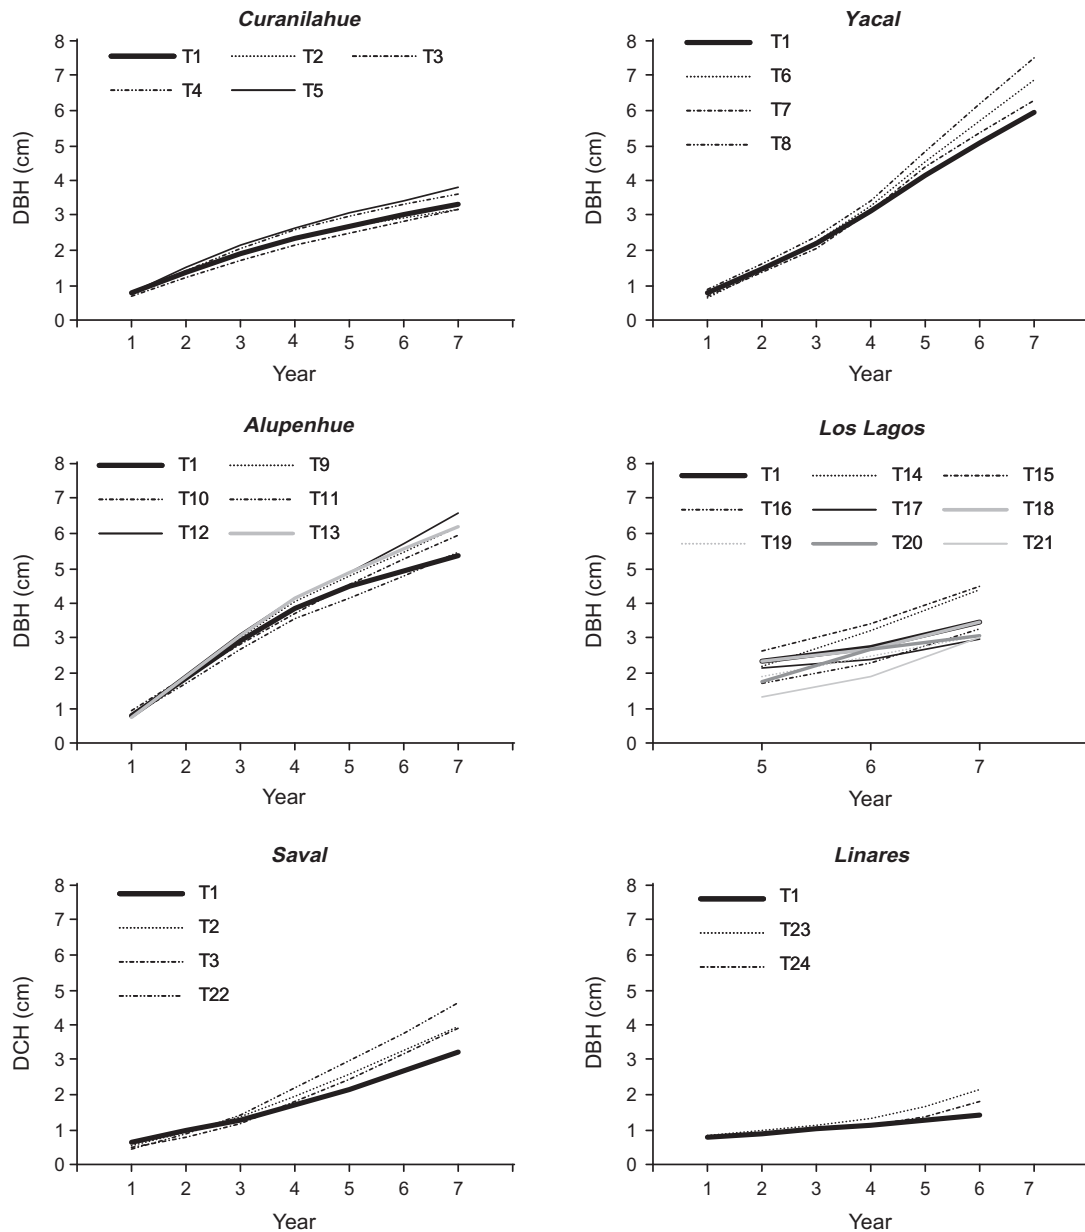 Curanilahue
8
T1 T2 T3
7
T4 T5
6
5
4
3
2
1
0
DBH (cm)
1 2 3 4 5 6 7
Year
Yacal
8
T1
7
T6
6
T7
5
T8
4
3
2
1
0
DBH (cm)
1 2 3 4 5 6 7
Year
Alupenhue
8
T1 T9
7
T10 T11
6
T12 T13
5
4
3
2
1
0
DBH (cm)
1 2 3 4 5 6 7
Year
Los Lagos
8
T1 T14 T15
7
T16 T17 T18
6
T19 T20 T21
5
4
3
2
1
0
DBH (cm)
5 6 7
Year
Saval
8
T1
7
T2
6
T3
5
T22
4
3
2
1
0
DCH (cm)
1 2 3 4 5 6 7
Year
Linares
8
T1
7
T23
6
T24
5
4
3
2
1
0
DBH (cm)
1 2 3 4 5 6 7
Year